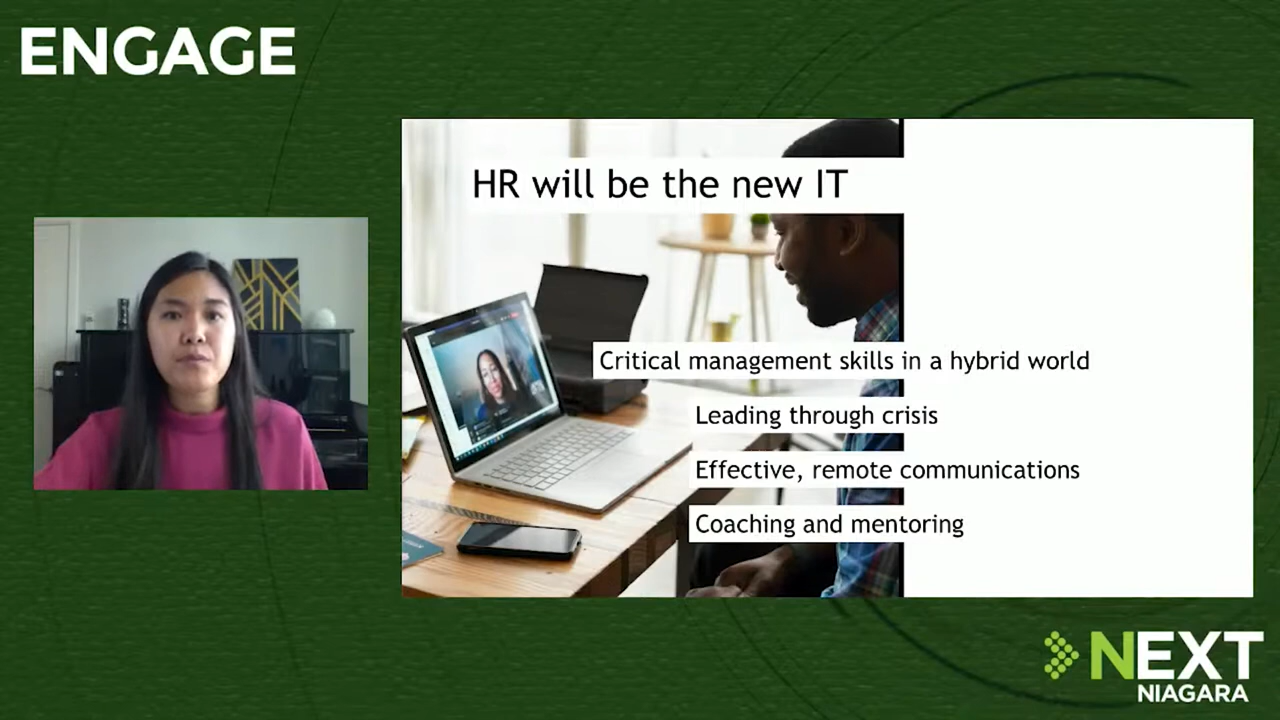 ENGAGE
HR will be the new IT
Critical management skills in a hybrid world
Leading through crisis
Effective, remote communications
Coaching and mentoring
NEXT
NIAGARA